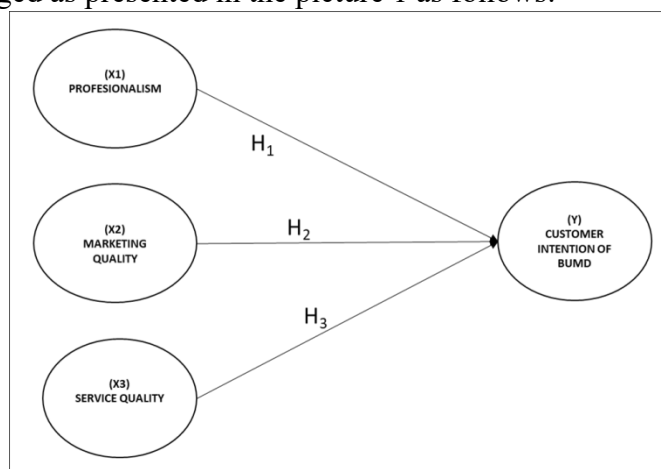 ged as presented in the picture 1 as follows:
(X1)
PROFESIONALISM
H1
(X2)
MARKETING
QUALITY
H2
(Y)
CUSTOMER
INTENTION OF
BUMD
H3
(X3)
SERVICE QUALITY